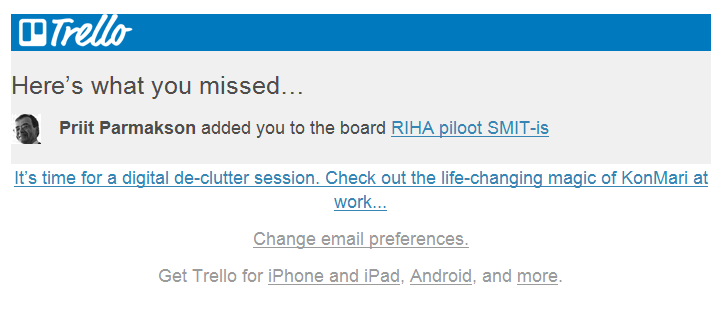 Trello
Here's what you missed…
Priit Parmakson added you to the board RIHA piloot SMIT-is
It's time for a digital de-clutter session. Check out the life-changing magic of KonMari at
work...
Change email preferences.
Get Trello for iPhone and iPad, Android, and more.